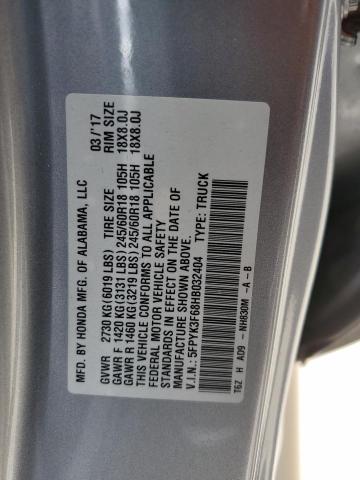 MFD. BY HONDA MFG. OF ALABAMA, LLC 03/'17
GVWR 2730 KG (6019 LBS) TIRE SIZE RIM SIZE
GAWR F 1420 KG (3131 LBS) 245/60R18 105H 18X8.0J
GAWR R 1460 KG (3219 LBS) 245/60R18 105H 18X8.0J
THIS VEHICLE CONFORMS TO ALL APPLICABLE
FEDERAL MOTOR VEHICLE SAFETY
STANDARDS IN EFFECT ON THE DATE OF
MANUFACTURE SHOWN ABOVE.
V.I.N.: 5FPYK3F68HB032404 TYPE: TRUCK
T6Z H AD9 - NH830M -A - B